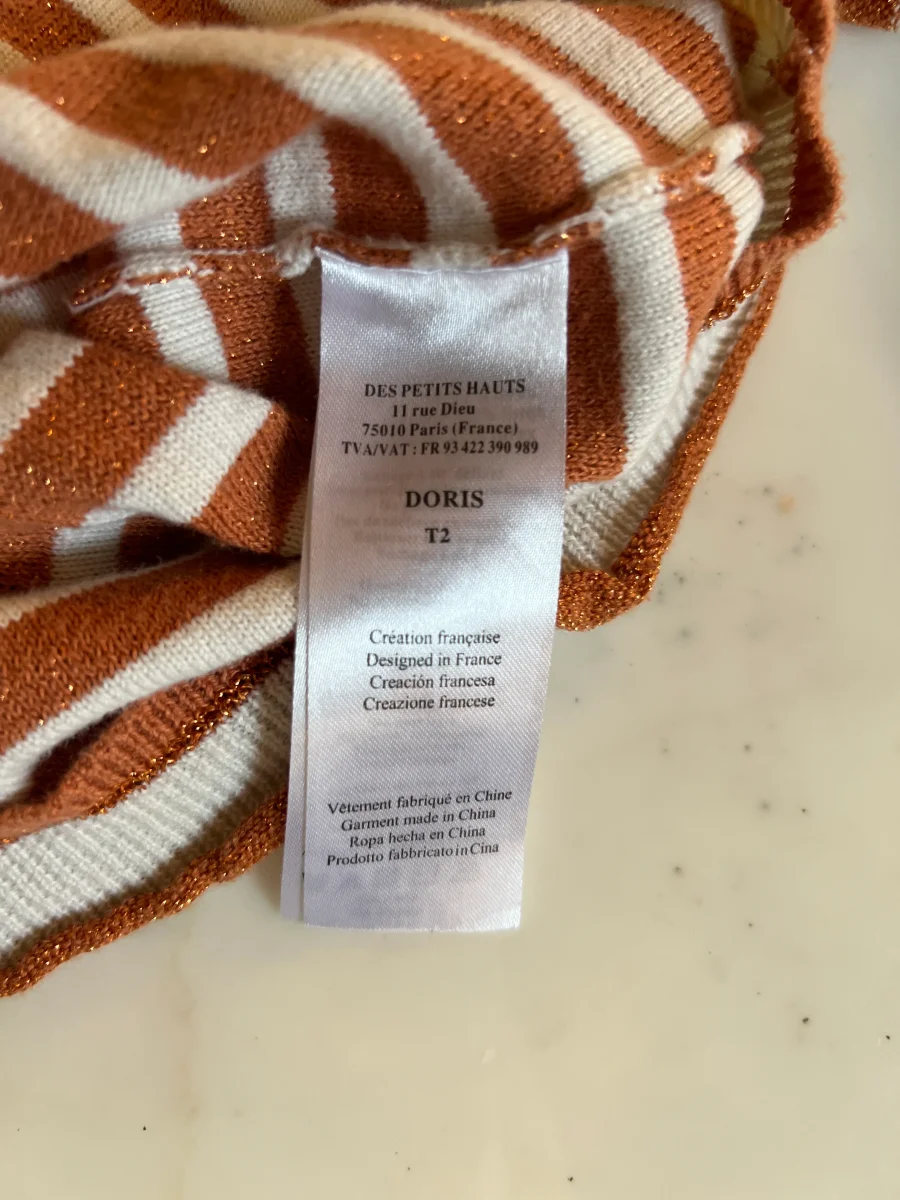 DES PETITS HAUTS
11 rue Dieu
75010 Paris (France)
TVA/VAT : FR 93 422 390 989
DORIS
T2
Création française
Designed in France
Creación francesa
Creazione francese
Vêtement fabriqué en Chine
Garment made in China
Ropa hecha en China
Prodotto fabbricato in Cina